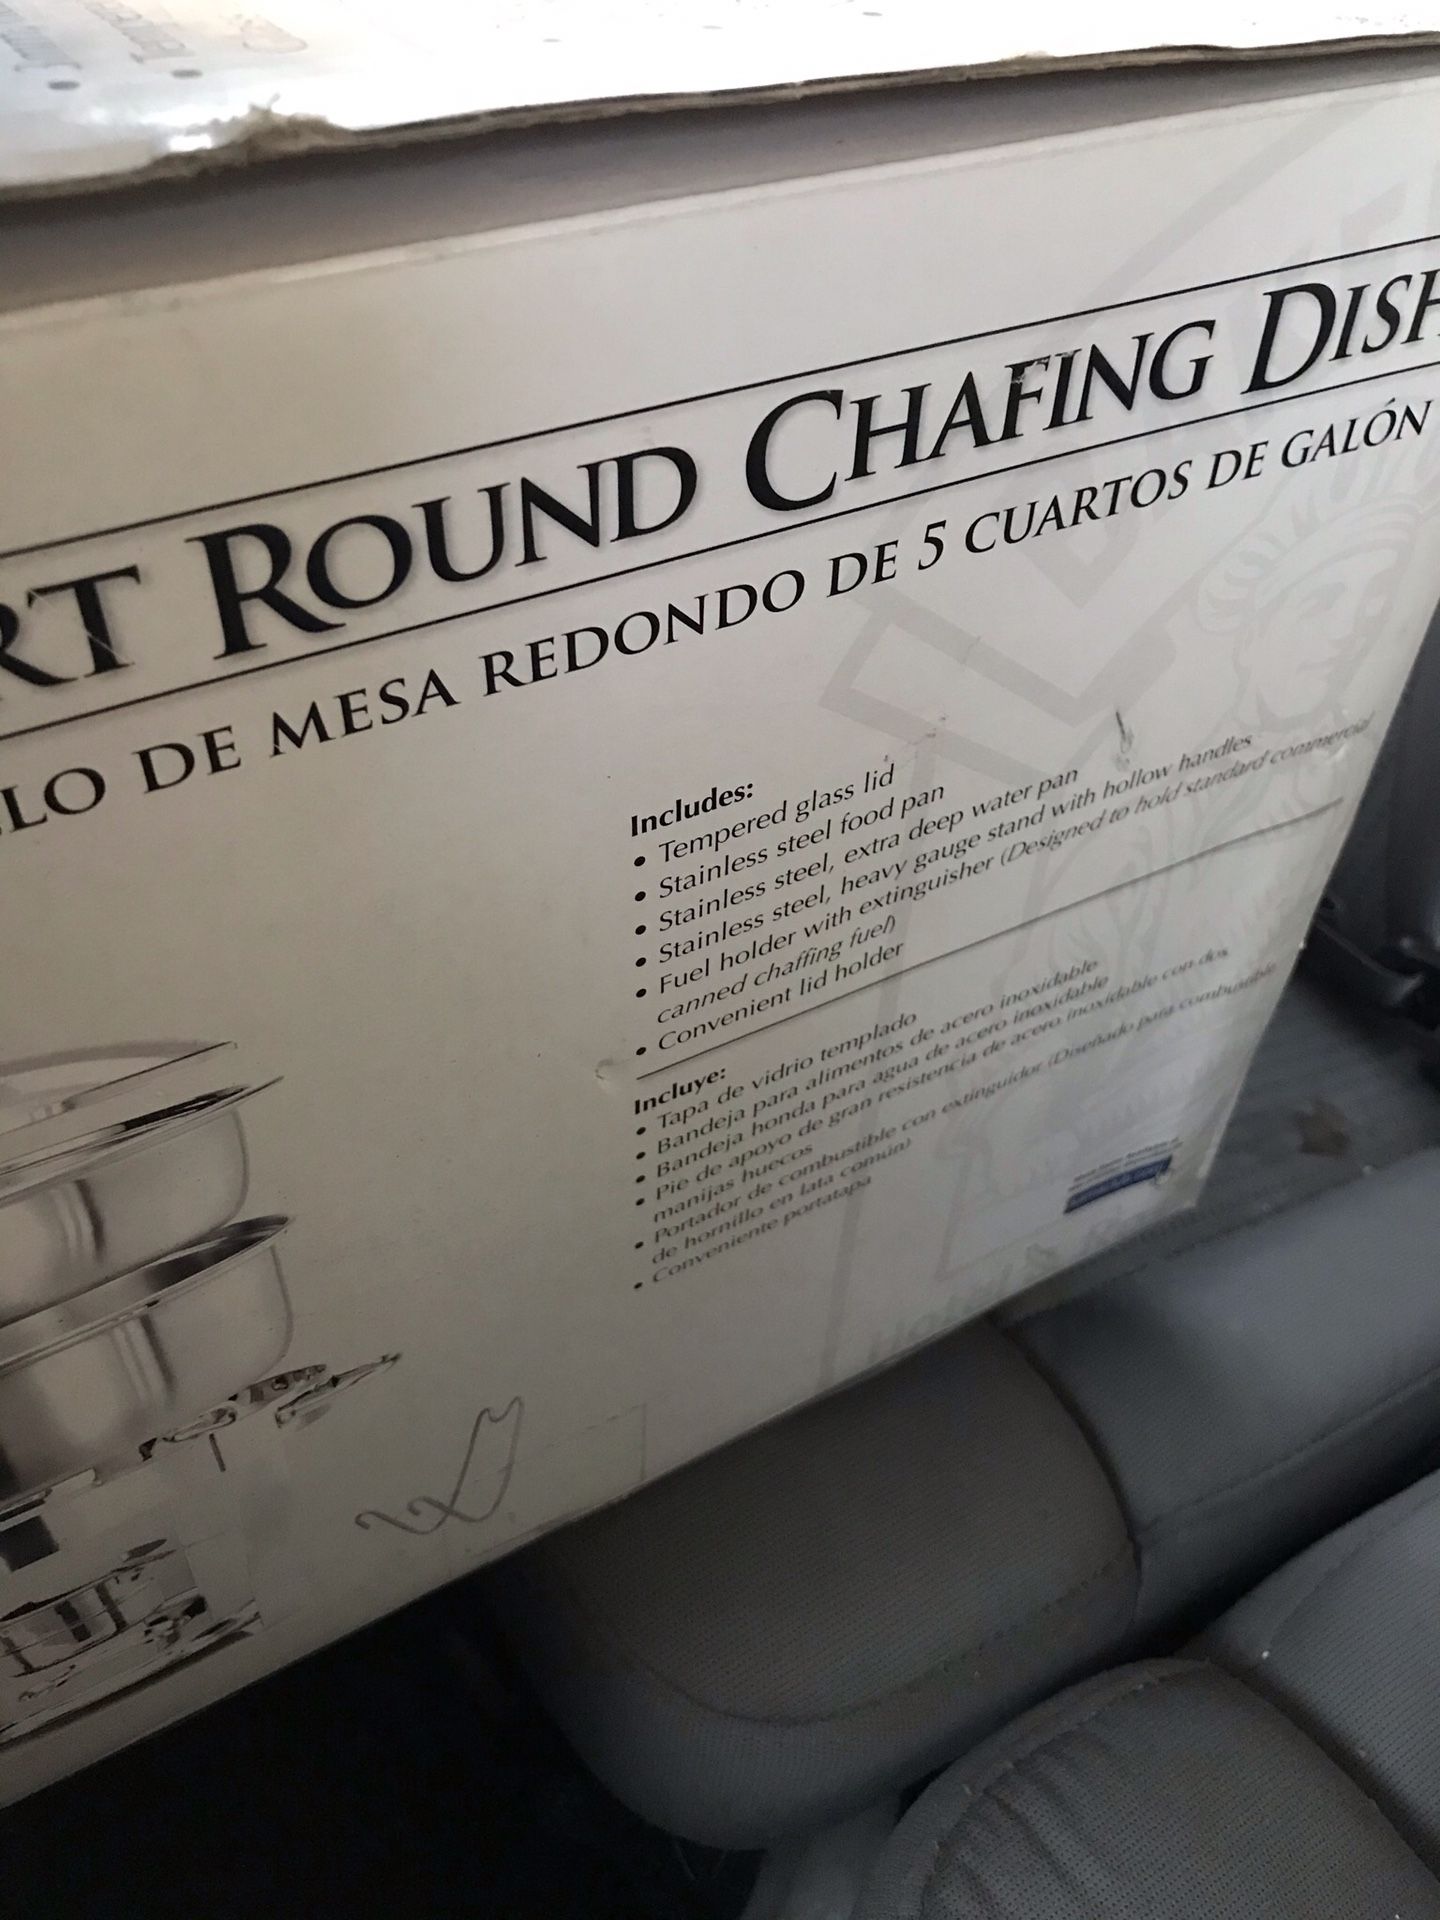 RT ROUND CHAFING DISH
LO DE MESA REDONDO DE 5 CUARTOS DE GALÓN
Includes:
• Tempered glass lid
• Stainless steel food pan
• Stainless steel, extra deep water pan
• Stainless steel, heavy gauge stand with hollow handles
• Fuel holder with extinguisher (Designed to hold standard commercial
canned chaffing fuel)
• Convenient lid holder
Incluye:
• Tapa de vidrio templado
• Bandeja para alimentos de acero inoxidable
• Bandeja honda para agua de acero inoxidable
• Pie de apoyo de gran resistencia de acero inoxidable con dos
manijas huecos
• Portador de combustible con extinguidor (Diseñado para combustible
de hornillo en lata común)
• Conveniente portatapa